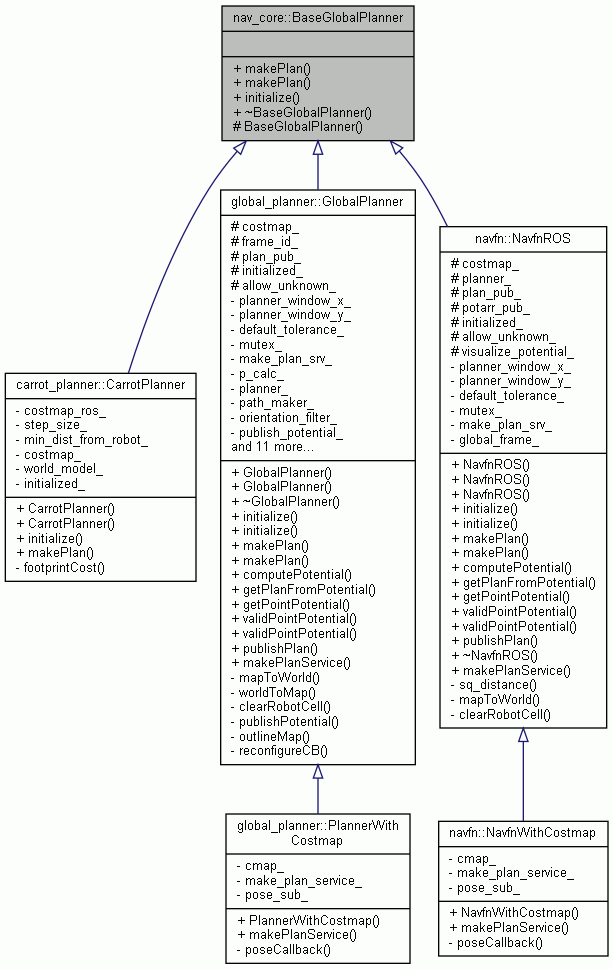 nav_core::BaseGlobalPlanner
+ makePlan()
+ makePlan()
+ initialize()
+ ~BaseGlobalPlanner()
# BaseGlobalPlanner()
carrot_planner::CarrotPlanner
- costmap_ros_
- step_size_
- min_dist_from_robot_
- costmap_
- world_model_
- initialized_
+ CarrotPlanner()
+ CarrotPlanner()
+ initialize()
+ makePlan()
- footprintCost()
global_planner::GlobalPlanner
# costmap_
# frame_id_
# plan_pub_
# initialized_
# allow_unknown_
- planner_window_x_
- planner_window_y_
- default_tolerance_
- mutex_
- make_plan_srv_
- p_calc_
- planner_
- path_maker_
- orientation_filter_
- publish_potential_
and 11 more...
+ GlobalPlanner()
+ GlobalPlanner()
+ ~GlobalPlanner()
+ initialize()
+ initialize()
+ makePlan()
+ makePlan()
+ computePotential()
+ getPlanFromPotential()
+ getPointPotential()
+ validPointPotential()
+ validPointPotential()
+ publishPlan()
+ makePlanService()
- mapToWorld()
- worldToMap()
- clearRobotCell()
- publishPotential()
- outlineMap()
- reconfigureCB()
navfn::NavfnROS
# costmap_
# planner_
# plan_pub_
# potarr_pub_
# initialized_
# allow_unknown_
# visualize_potential_
- planner_window_x_
- planner_window_y_
- default_tolerance_
- mutex_
- make_plan_srv_
- global_frame_
+ NavfnROS()
+ NavfnROS()
+ NavfnROS()
+ initialize()
+ initialize()
+ makePlan()
+ makePlan()
+ computePotential()
+ getPlanFromPotential()
+ getPointPotential()
+ validPointPotential()
+ validPointPotential()
+ publishPlan()
+ ~NavfnROS()
+ makePlanService()
- sq_distance()
- mapToWorld()
- clearRobotCell()
global_planner::PlannerWith
Costmap
- cmap_
- make_plan_service_
- pose_sub_
+ PlannerWithCostmap()
+ makePlanService()
- poseCallback()
navfn::NavfnWithCostmap
- cmap_
- make_plan_service_
- pose_sub_
+ NavfnWithCostmap()
+ makePlanService()
- poseCallback()